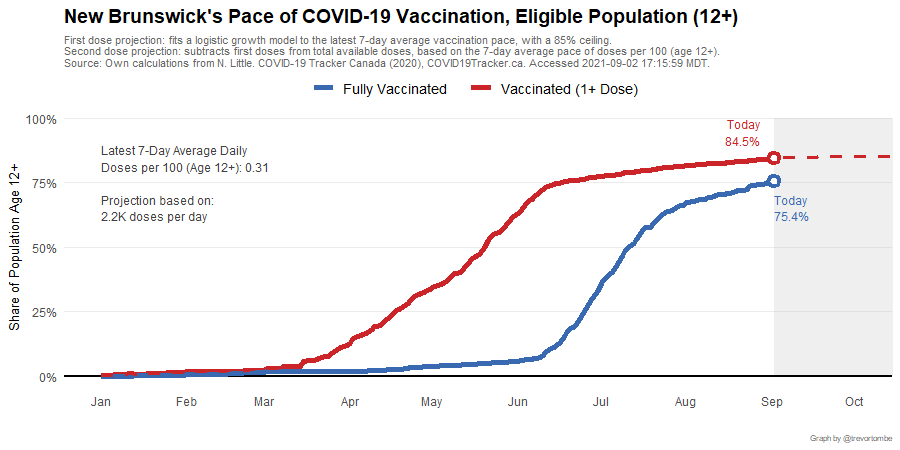 New Brunswick's Pace of COVID-19 Vaccination, Eligible Population (12+)
First dose projection: fits a logistic growth model to the latest 7-day average vaccination pace, with a 85% ceiling.
Second dose projection: subtracts first doses from total available doses, based on the 7-day average pace of doses per 100 (age 12+).
Source: Own calculations from N. Little. COVID-19 Tracker Canada (2020), COVID19Tracker.ca. Accessed 2021-09-02 17:15:59 MDT.
Fully Vaccinated Vaccinated (1+ Dose)
100%
75%
50%
25%
0%
Share of Population Age 12+
Latest 7-Day Average Daily
Doses per 100 (Age 12+): 0.31
Projection based on:
2.2K doses per day
Today
84.5%
Today
75.4%
Jan Feb Mar Apr May Jun Jul Aug Sep Oct
Graph by @trevortombe